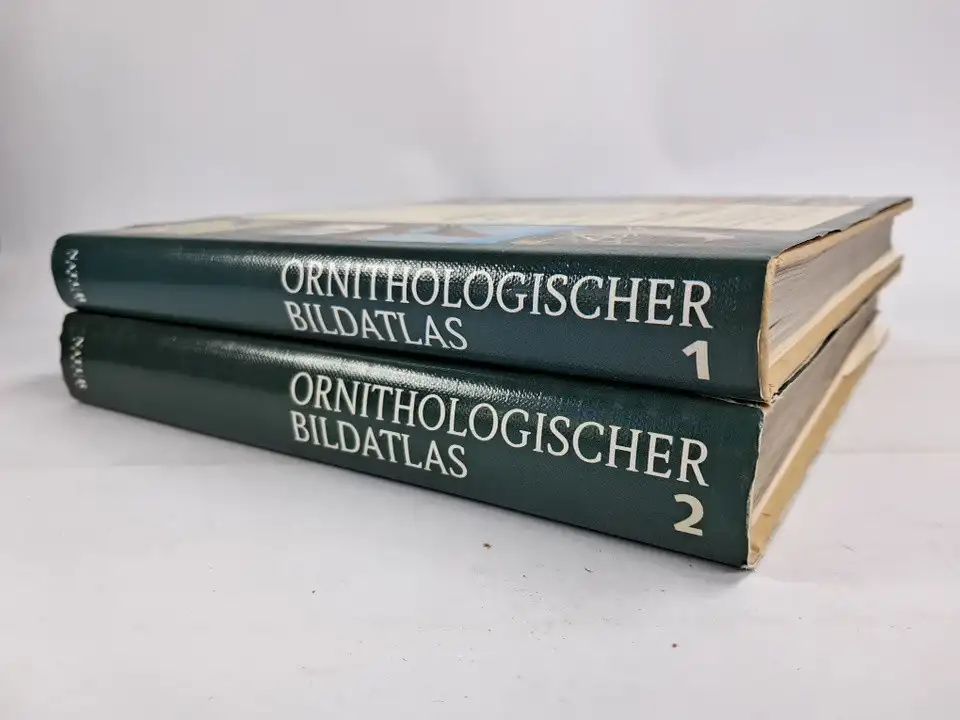 ORNITHOLOGISCHER
BILDATLAS
1
ORNITHOLOGISCHER
BILDATLAS
2